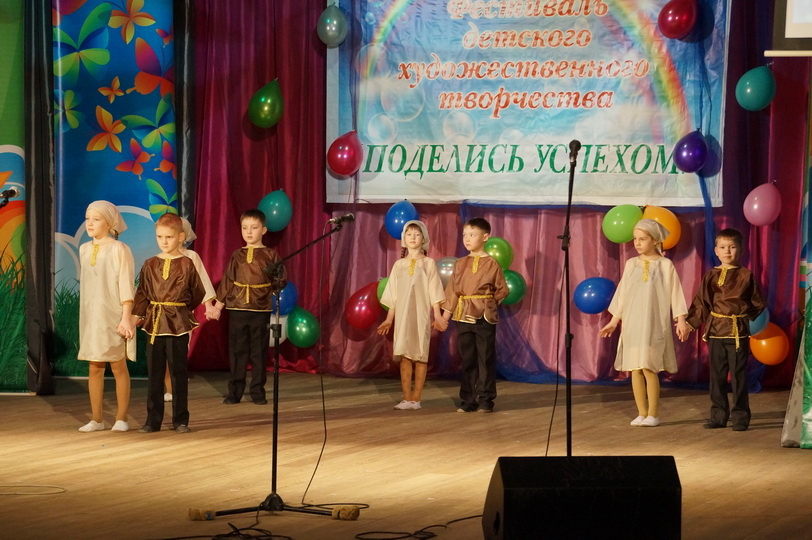 Фестиваль
детского
художественного
творчества
ПОДЕЛИСЬ УСПЕХОМ